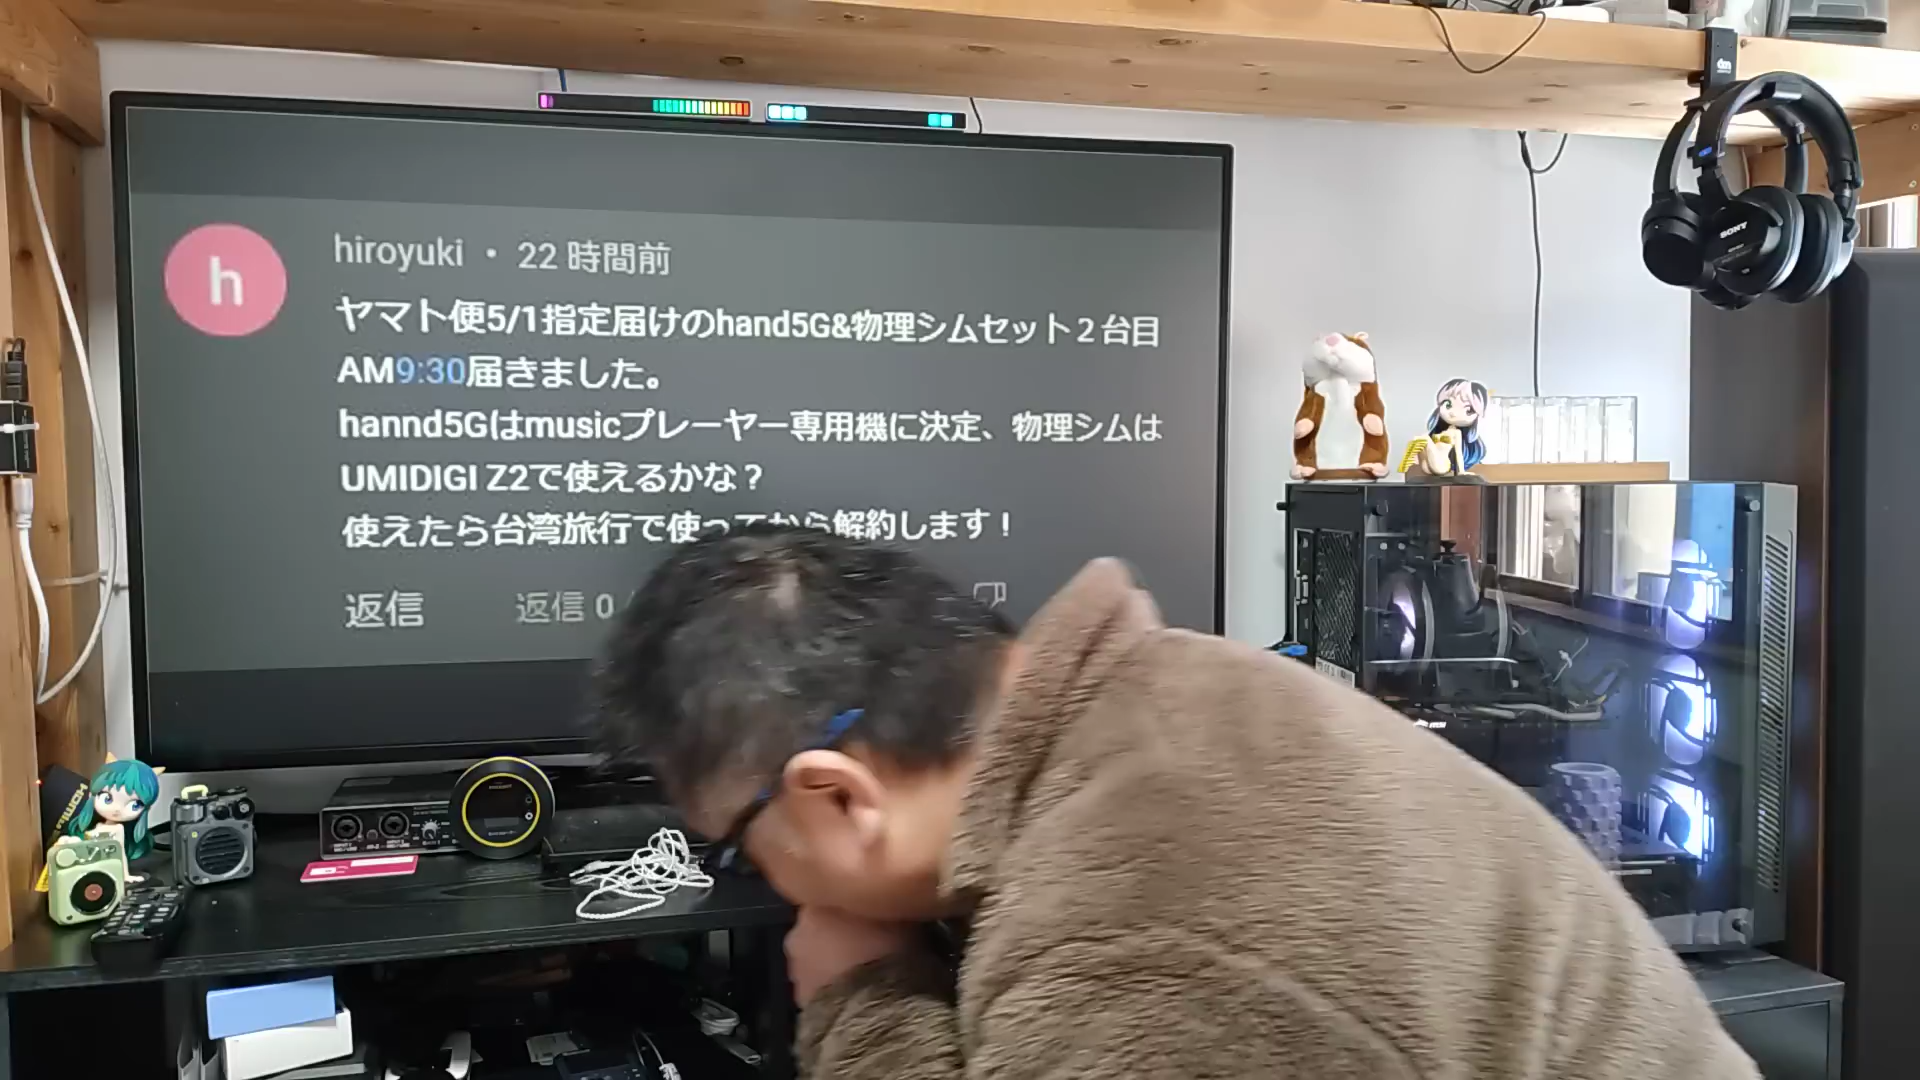 h
hiroyuki・22 時間前
ヤマト便5/1指定届けのhand5G&物理シムセット2台目
AM9:30届きました。
hannd5Gはmusicプレーヤー専用機に決定、物理シムは
UMIDIGI Z2で使えるかな?
使えたら台湾旅行で使ってから解約します!
返信
返信 0
SONY
msi